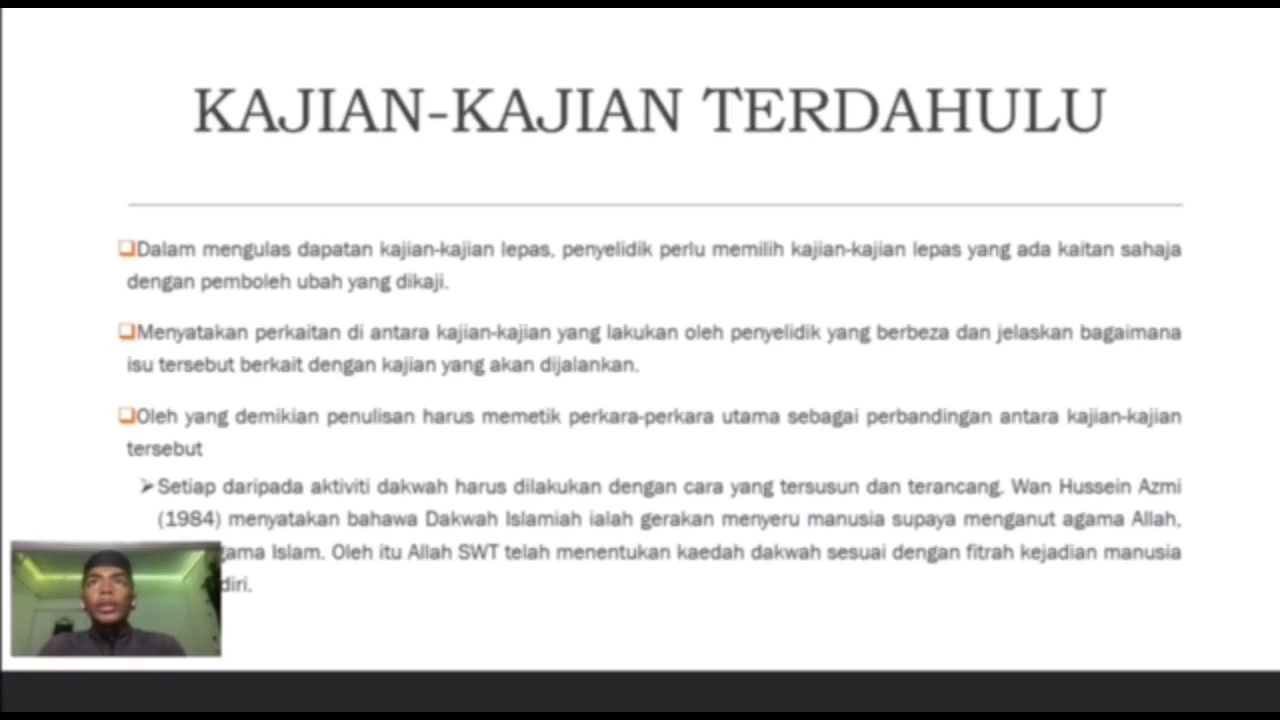 KAJIAN-KAJIAN TERDAHULU
Dalam mengulas dapatan kajian-kajian lepas, penyelidik perlu memilih kajian-kajian lepas yang ada kaitan sahaja
dengan pemboleh ubah yang dikaji.
Menyatakan perkaitan di antara kajian-kajian yang lakukan oleh penyelidik yang berbeza dan jelaskan bagaimana
isu tersebut berkait dengan kajian yang akan dijalankan.
Oleh yang demikian penulisan harus memetik perkara-perkara utama sebagai perbandingan antara kajian-kajian
tersebut
Setiap daripada aktiviti dakwah harus dilakukan dengan cara yang tersusun dan terancang. Wan Hussein Azmi
(1984) menyatakan bahawa Dakwah Islamiah ialah gerakan menyeru manusia supaya menganut agama Allah,
Islam. Oleh itu Allah SWT telah menentukan kaedah dakwah sesuai dengan fitrah kejadian manusia